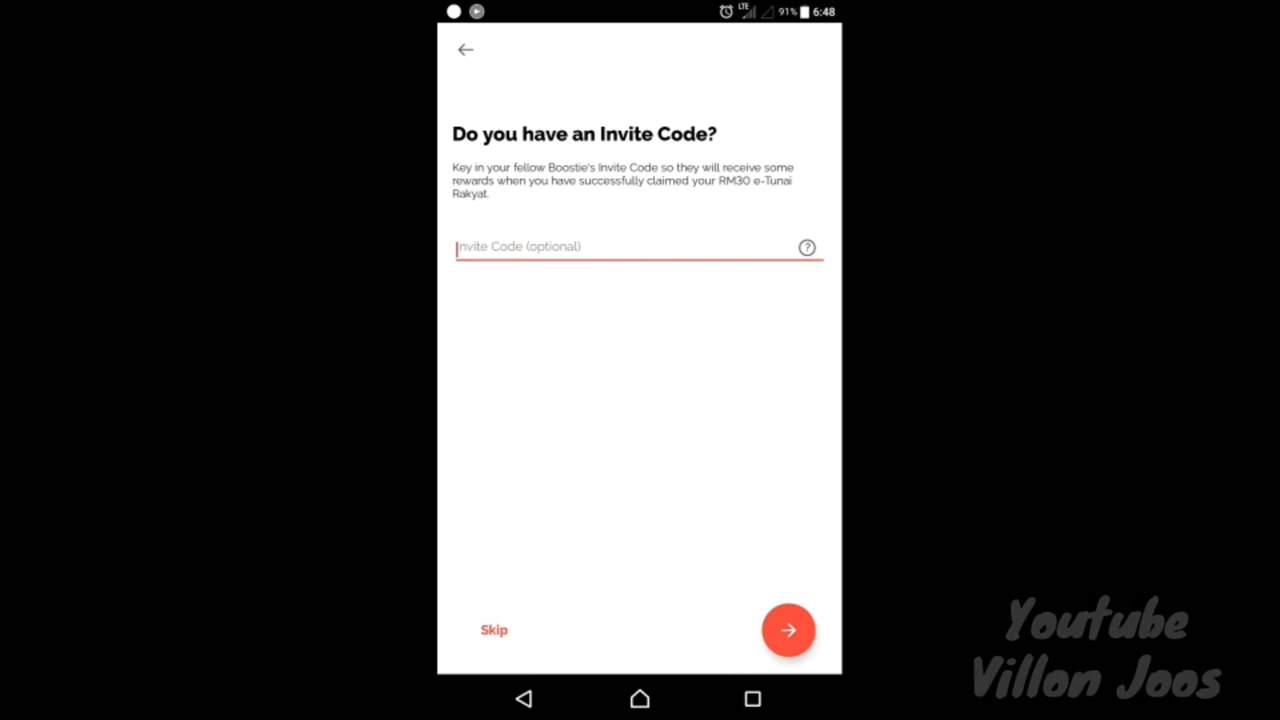 LTE 91% 6:48
Do you have an Invite Code?
Key in your fellow Boostie's Invite Code so they will receive some
rewards when you have successfully claimed your RM30 e-Tunai
Rakyat.
Invite Code (optional)
Skip
Youtube
Villon Joos